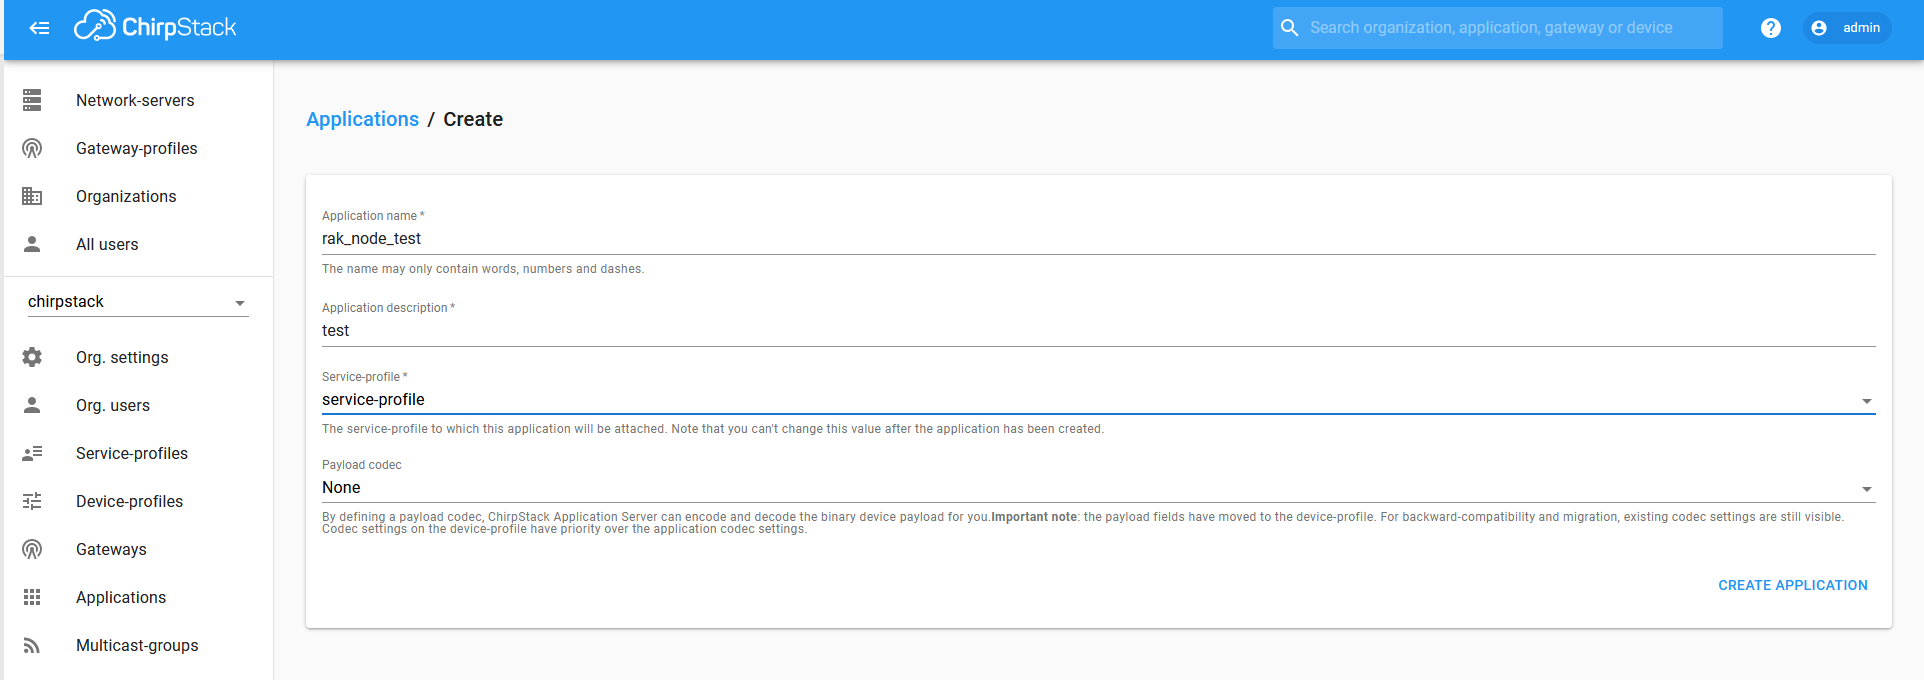 ChirpStack
Search organization, application, gateway or device
?
admin
Network-servers
Gateway-profiles
Organizations
All users
chirpstack
Org. settings
Org. users
Service-profiles
Device-profiles
Gateways
Applications
Multicast-groups
Applications / Create
Application name *
rak_node_test
The name may only contain words, numbers and dashes.
Application description *
test
Service-profile *
service-profile
The service-profile to which this application will be attached. Note that you can't change this value after the application has been created.
Payload codec
None
By defining a payload codec, ChirpStack Application Server can encode and decode the binary device payload for you.Important note: the payload fields have moved to the device-profile. For backward-compatibility and migration, existing codec settings are still visible.
Codec settings on the device-profile have priority over the application codec settings.
CREATE APPLICATION